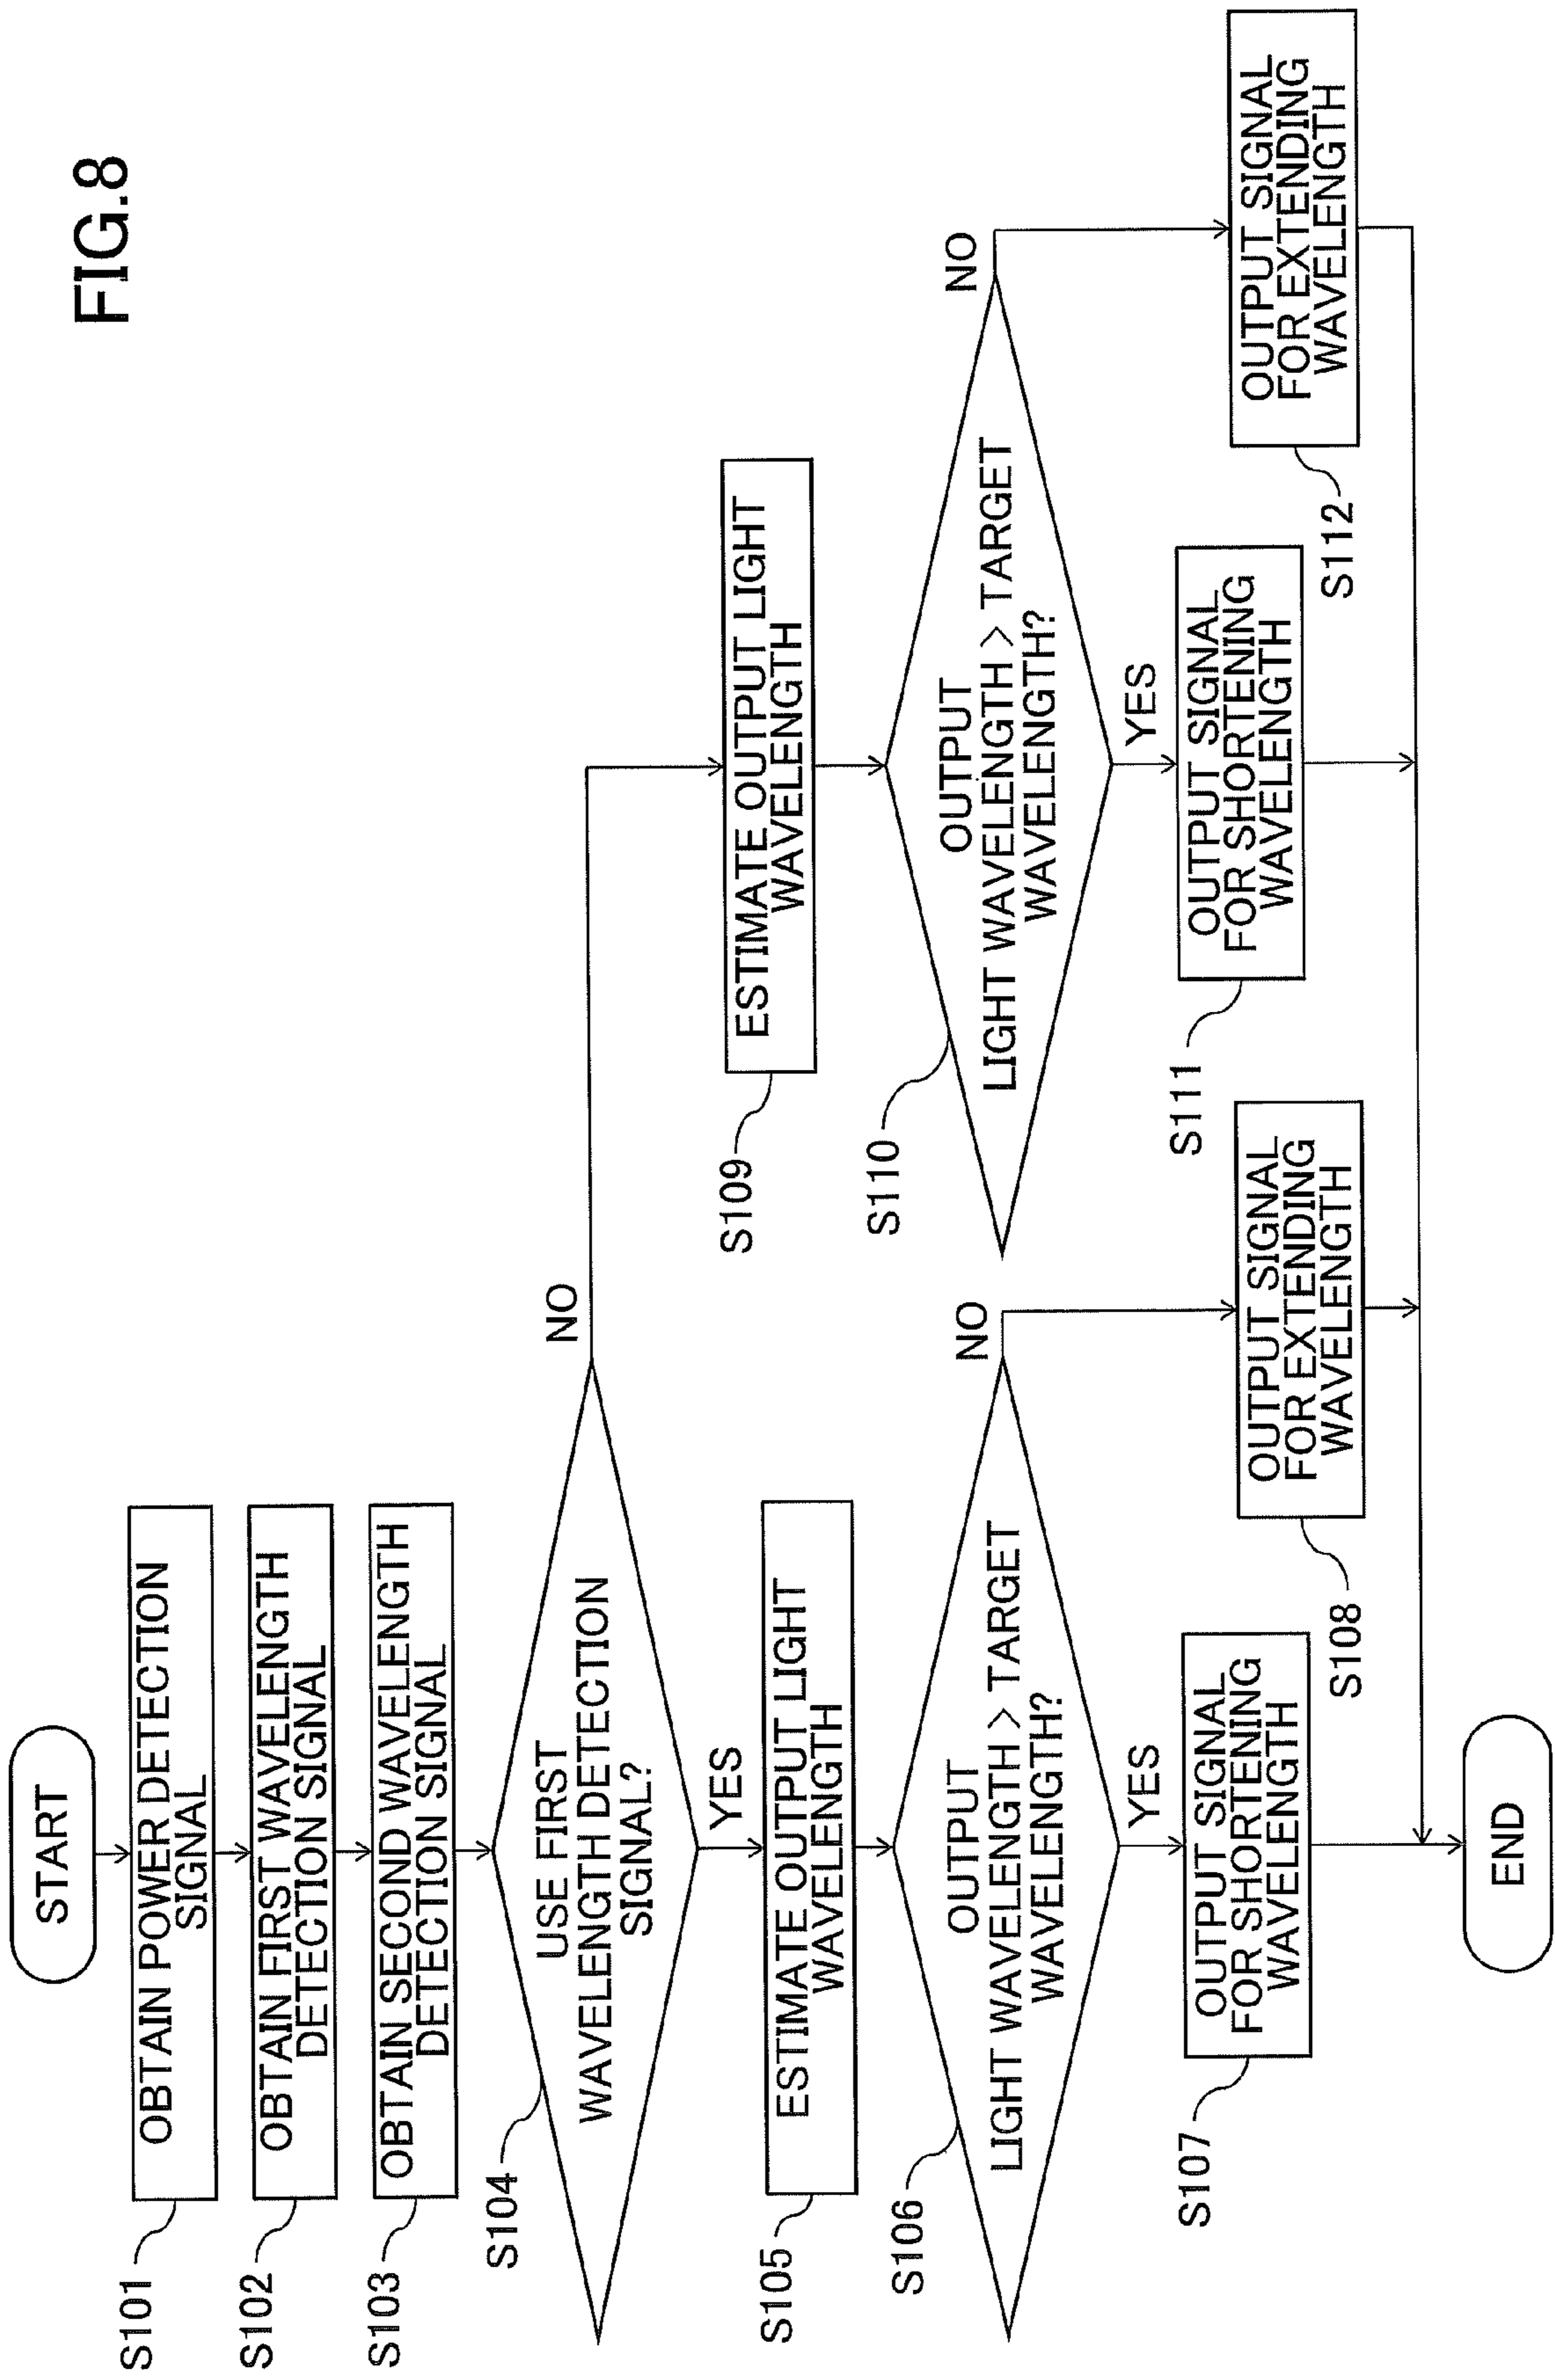 FIG.8
START
S101
OBTAIN POWER DETECTION
SIGNAL
S102
OBTAIN FIRST WAVELENGTH
DETECTION SIGNAL
S103
OBTAIN SECOND WAVELENGTH
DETECTION SIGNAL
S104
USE FIRST
WAVELENGTH DETECTION
SIGNAL?
NO
YES
S105
ESTIMATE OUTPUT LIGHT
WAVELENGTH
S106
OUTPUT
LIGHT WAVELENGTH > TARGET
WAVELENGTH?
NO
YES
S107
OUTPUT SIGNAL
FOR SHORTENING
WAVELENGTH
S108
OUTPUT SIGNAL
FOR EXTENDING
WAVELENGTH
S109
ESTIMATE OUTPUT LIGHT
WAVELENGTH
S110
OUTPUT
LIGHT WAVELENGTH > TARGET
WAVELENGTH?
NO
YES
S111
OUTPUT SIGNAL
FOR SHORTENING
WAVELENGTH
S112
OUTPUT SIGNAL
FOR EXTENDING
WAVELENGTH
END